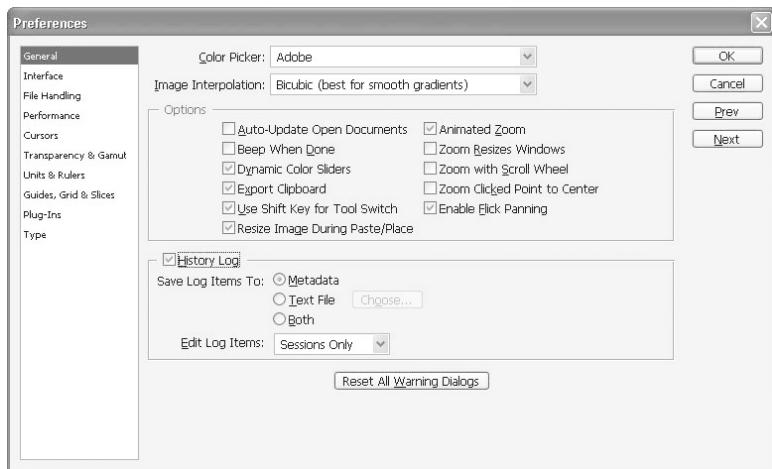 Preferences
General
Interface
File Handling
Performance
Cursors
Transparency & Gamut
Units & Rulers
Guides, Grid & Slices
Plug-Ins
Type
Color Picker: Adobe
Image Interpolation: Bicubic (best for smooth gradients)
Options
Auto-Update Open Documents
Beep When Done
Dynamic Color Sliders
Export Clipboard
Use Shift Key for Tool Switch
Resize Image During Paste/Place
Animated Zoom
Zoom Resizes Windows
Zoom with Scroll Wheel
Zoom Clicked Point to Center
Enable Flick Panning
History Log
Save Log Items To: Metadata
Text File Choose...
Both
Edit Log Items: Sessions Only
Reset All Warning Dialogs
OK
Cancel
Prev
Next